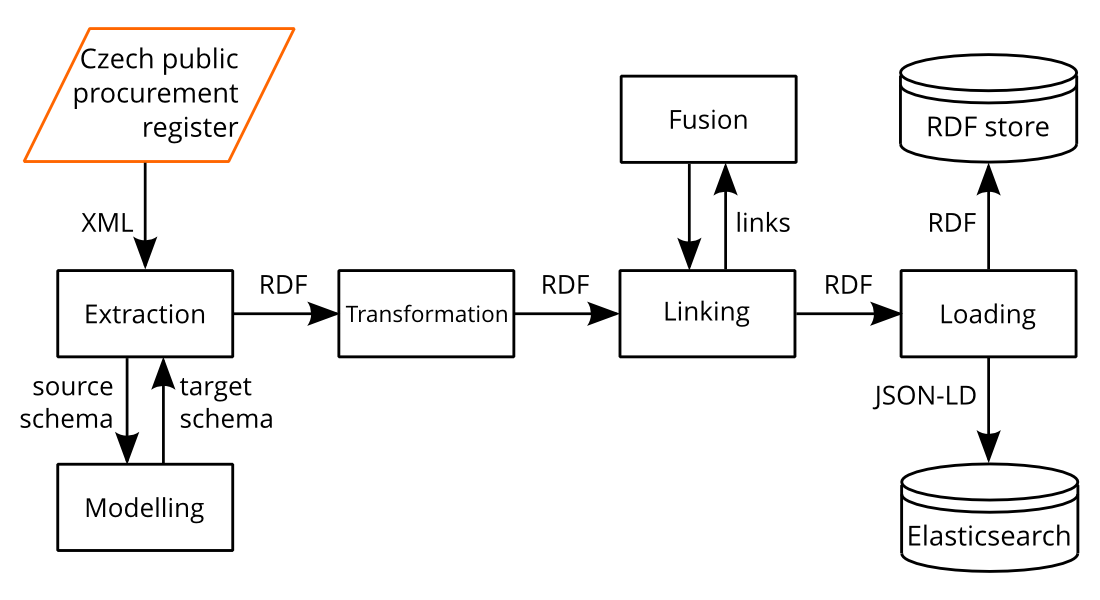 Czech public
procurement
register
Fusion
RDF store
XML
links
RDF
RDF
RDF
RDF
Extraction
Transformation
Linking
Loading
source
schema
target
schema
JSON-LD
Modelling
Elasticsearch